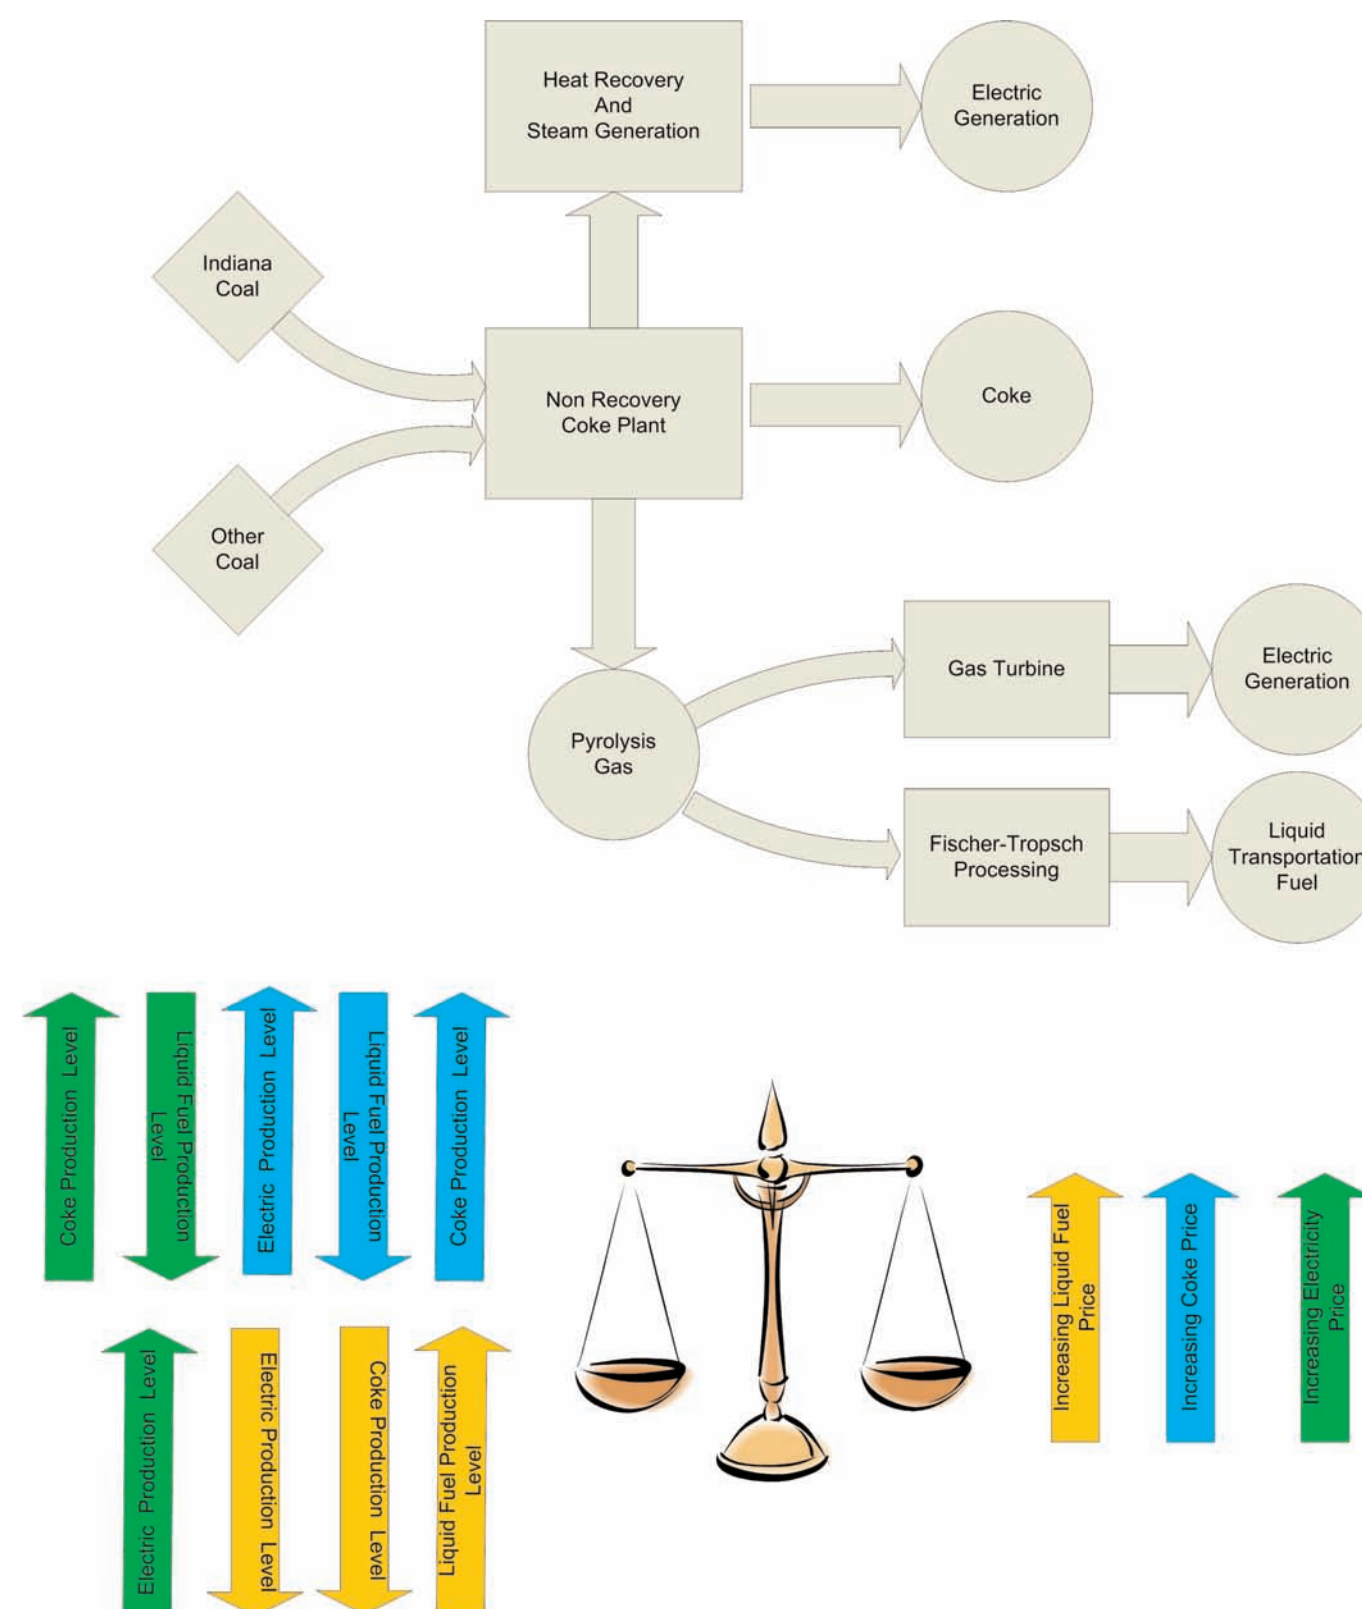 Heat Recovery
And
Steam Generation
Electric
Generation
Indiana
Coal
Non Recovery
Coke Plant
Coke
Other
Coal
Gas Turbine
Electric
Generation
Pyrolysis
Gas
Fischer-Tropsch
Processing
Liquid
Transportation
Fuel
Coke Production Level
Liquid Fuel Production
Level
Electric Production Level
Liquid Fuel Production
Level
Coke Production Level
Increasing Liquid Fuel
Price
Increasing Coke Price
Increasing Electricity
Price
Electric Production Level
Electric Production Level
Coke Production Level
Liquid Fuel Production
Level